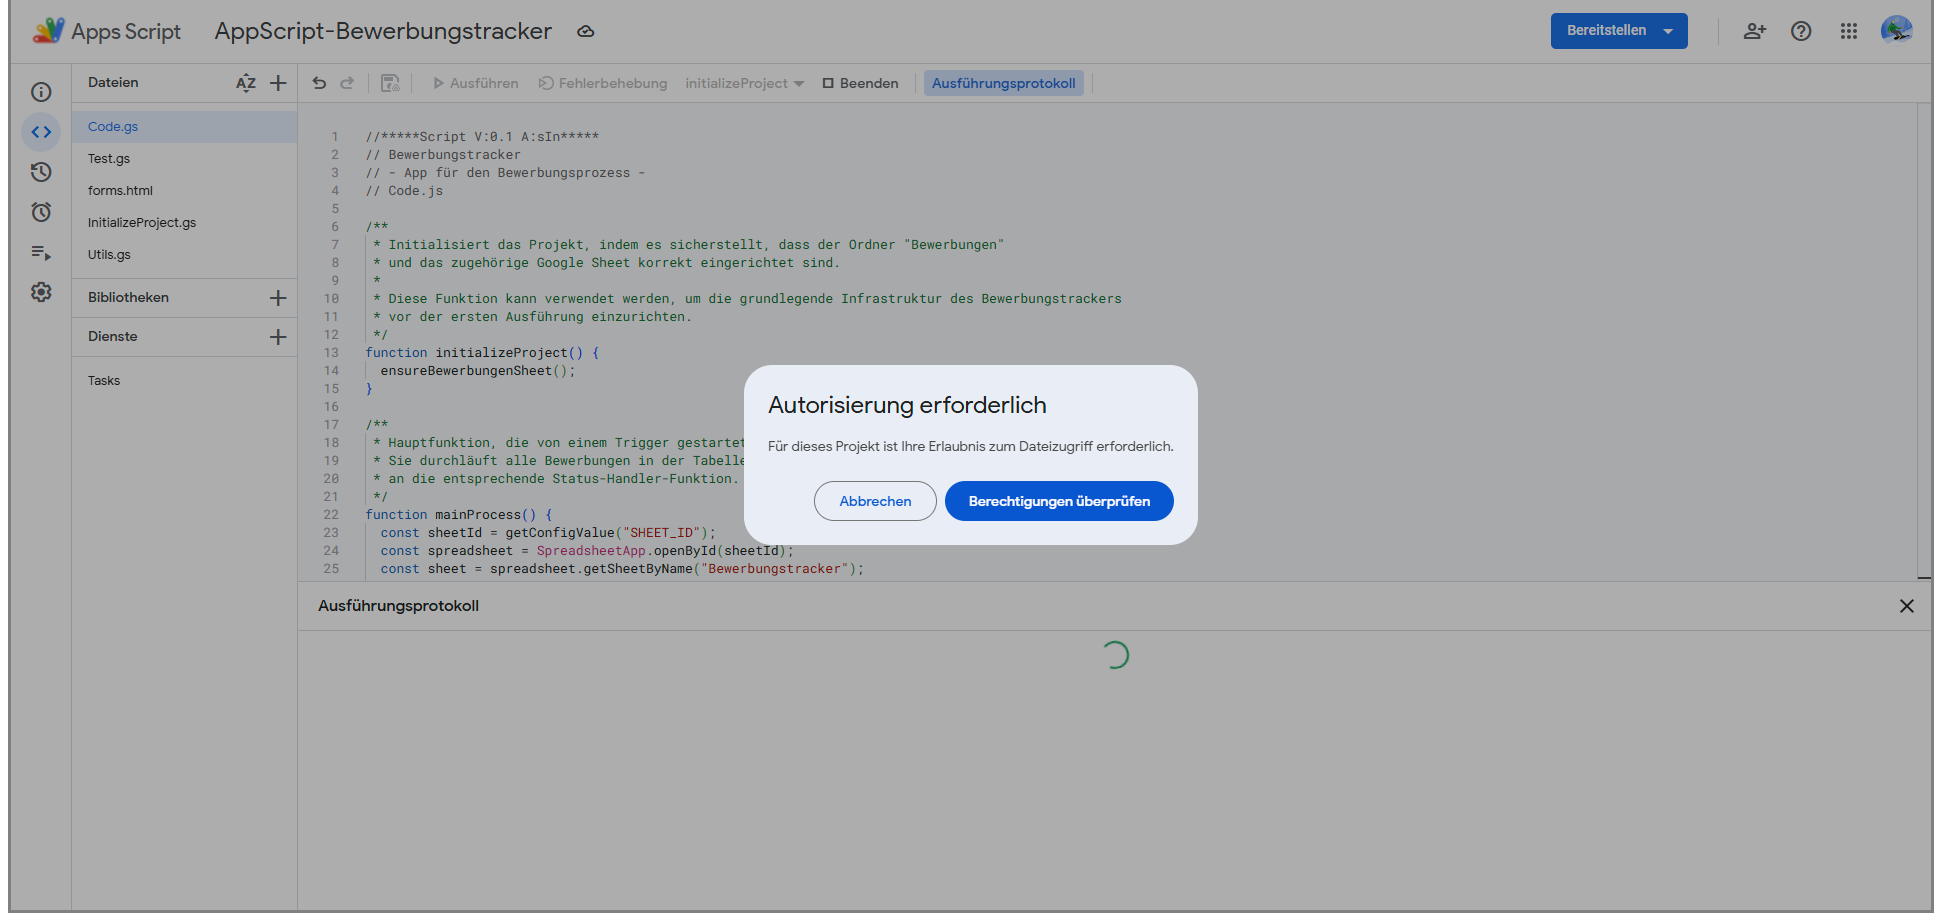 Apps Script
AppScript-Bewerbungstracker
Bereitstellen
Dateien
AZ
Ausführen
Fehlerbehebung
initializeProject
Beenden
Ausführungsprotokoll
Code.gs
Test.gs
forms.html
InitializeProject.gs
Utils.gs
Bibliotheken
Dienste
Tasks
1 //*****Script V:0.1 A:sIn*****
2 // Bewerbungstracker
3 // - App für den Bewerbungsprozess -
4 // Code.js
5
6 /**
7 * Initialisiert das Projekt, indem es sicherstellt, dass der Ordner "Bewerbungen"
8 * und das zugehörige Google Sheet korrekt eingerichtet sind.
9 *
10 * Diese Funktion kann verwendet werden, um die grundlegende Infrastruktur des Bewerbungstrackers
11 * vor der ersten Ausführung einzurichten.
12 */
13 function initializeProject() {
14 ensureBewerbungenSheet();
15 }
16
17 /**
18 * Hauptfunktion, die von einem Trigger gestartet
19 * Sie durchläuft alle Bewerbungen in der Tabelle
20 * an die entsprechende Status-Handler-Funktion.
21 */
22 function mainProcess() {
23 const sheetId = getConfigValue("SHEET_ID");
24 const spreadsheet = SpreadsheetApp.openById(sheetId);
25 const sheet = spreadsheet.getSheetByName("Bewerbungstracker");
Autorisierung erforderlich
Für dieses Projekt ist Ihre Erlaubnis zum Dateizugriff erforderlich.
Abbrechen
Berechtigungen überprüfen
Ausführungsprotokoll